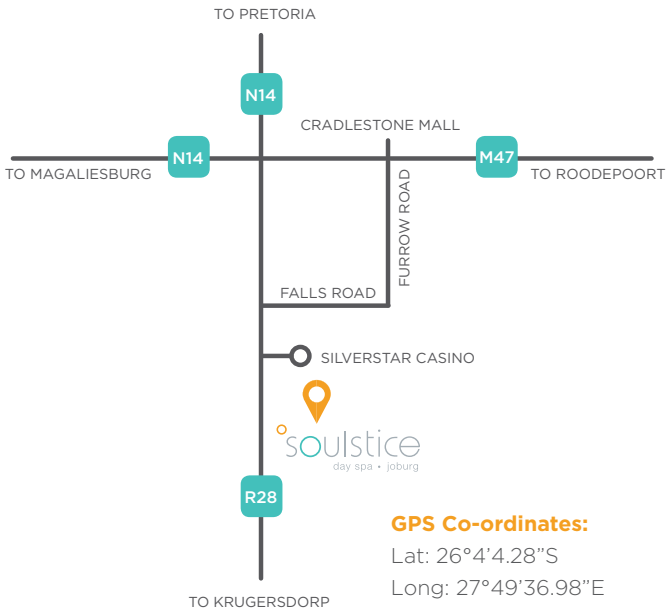 TO PRETORIA
N14
CRADLESTONE MALL
N14
M47
TO MAGALIESBURG
TO ROODEPOORT
FURROW ROAD
FALLS ROAD
SILVERSTAR CASINO
soulstice
day spa • joburg
R28
GPS Co-ordinates:
Lat: 26°4’4.28”S
Long: 27°49’36.98”E
TO KRUGERSDORP